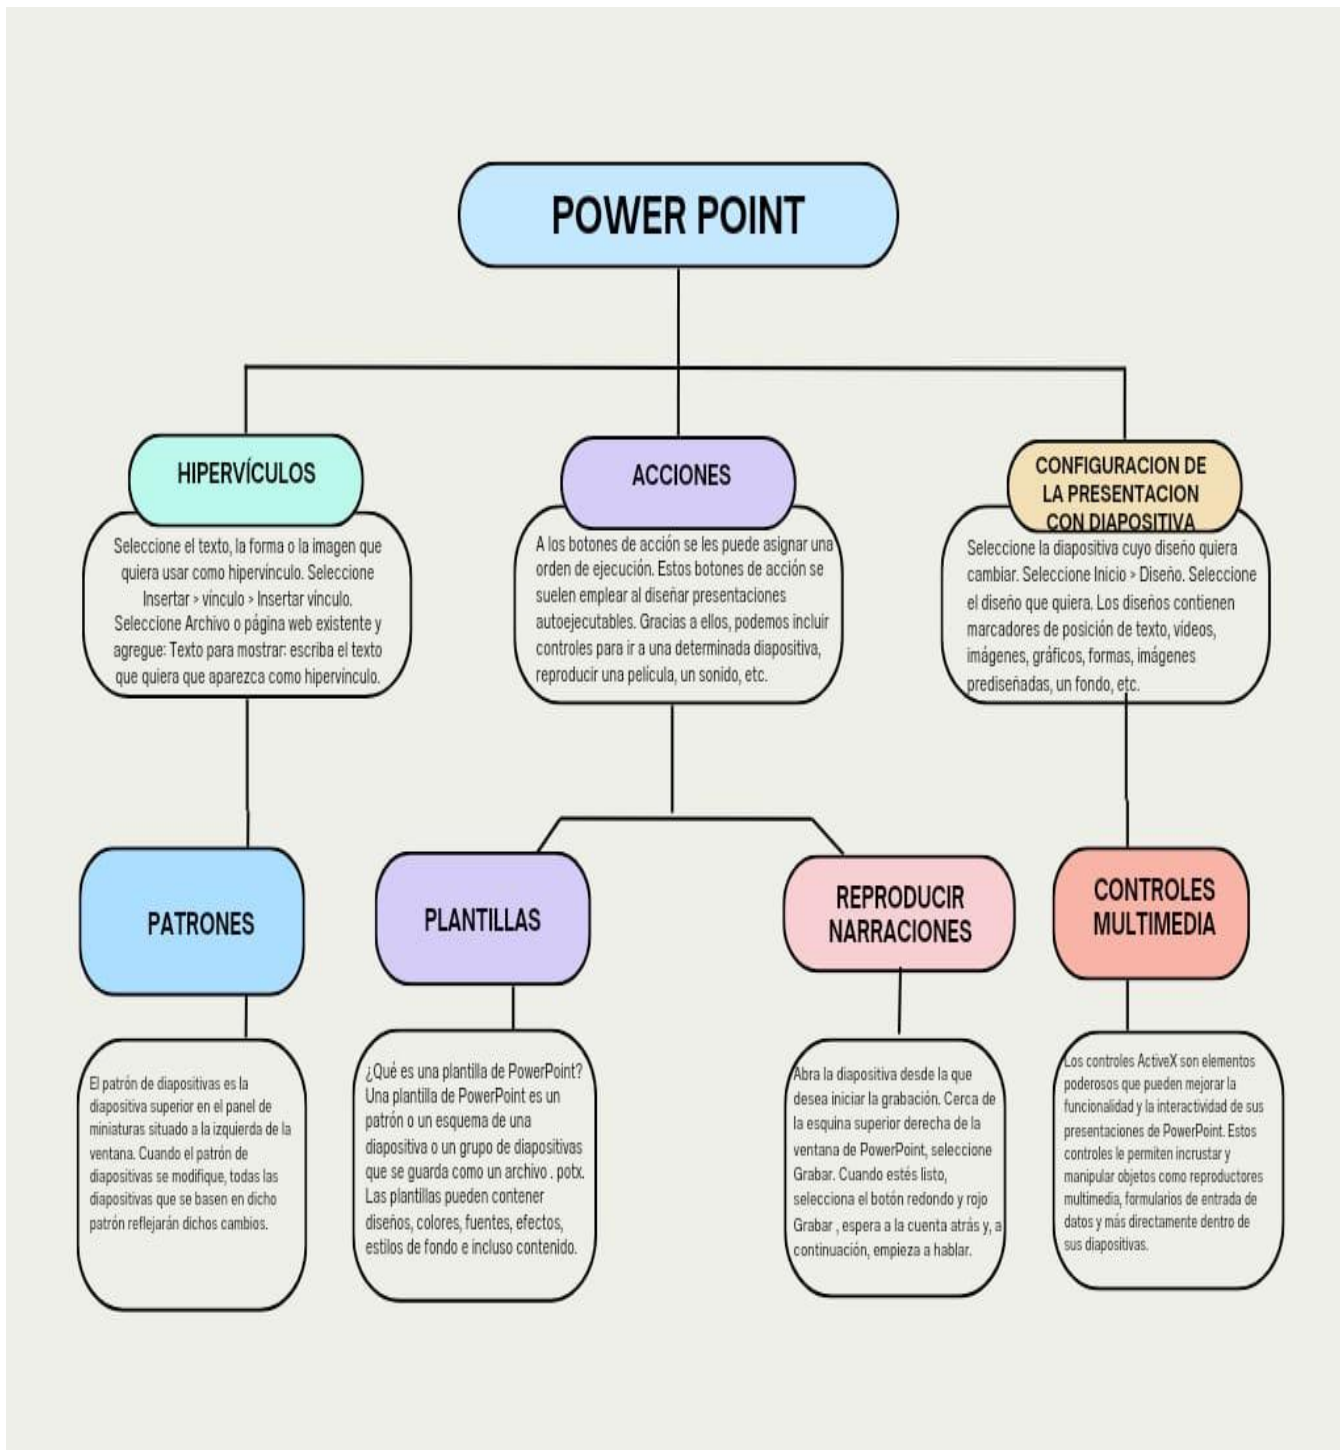 POWER POINT
HIPERVÍCULOS
Seleccione el texto, la forma o la imagen que
quiera usar como hipervínculo. Seleccione
Insertar > vínculo > Insertar vínculo.
Seleccione Archivo o página web existente y
agregue: Texto para mostrar: escriba el texto
que quiera que aparezca como hipervínculo.
ACCIONES
A los botones de acción se les puede asignar una
orden de ejecución. Estos botones de acción se
suelen emplear al diseñar presentaciones
autoejecutables. Gracias a ellos, podemos incluir
controles para ir a una determinada diapositiva,
reproducir una película, un sonido, etc.
CONFIGURACION DE
LA PRESENTACION
CON DIAPOSITIVA
Seleccione la diapositiva cuyo diseño quiera
cambiar. Seleccione Inicio > Diseño. Seleccione
el diseño que quiera. Los diseños contienen
marcadores de posición de texto, vídeos,
imágenes, gráficos, formas, imágenes
prediseñadas, un fondo, etc.
PATRONES
El patrón de diapositivas es la
diapositiva superior en el panel de
miniaturas situado a la izquierda de la
ventana. Cuando el patrón de
diapositivas se modifique, todas las
diapositivas que se basen en dicho
patrón reflejarán dichos cambios.
PLANTILLAS
¿Qué es una plantilla de PowerPoint?
Una plantilla de PowerPoint es un
patrón o un esquema de una
diapositiva o un grupo de diapositivas
que se guarda como un archivo . potx.
Las plantillas pueden contener
diseños, colores, fuentes, efectos,
estilos de fondo e incluso contenido.
REPRODUCIR
NARRACIONES
Abra la diapositiva desde la que
desea iniciar la grabación. Cerca de
la esquina superior derecha de la
ventana de PowerPoint, seleccione
Grabar. Cuando estés listo,
selecciona el botón redondo y rojo
Grabar , espera a la cuenta atrás y, a
continuación, empieza a hablar.
CONTROLES
MULTIMEDIA
Los controles ActiveX son elementos
poderosos que pueden mejorar la
funcionalidad y la interactividad de sus
presentaciones de PowerPoint. Estos
controles le permiten incrustar y
manipular objetos como reproductores
multimedia, formularios de entrada de
datos y más directamente dentro de
sus diapositivas.